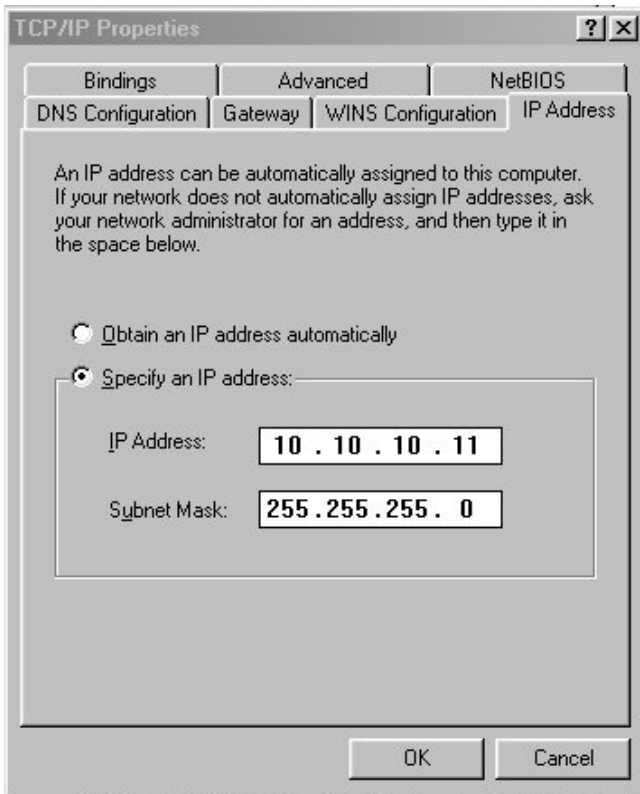 TCP/IP Properties
Bindings Advanced NetBIOS
DNS Configuration Gateway WINS Configuration IP Address
An IP address can be automatically assigned to this computer.
If your network does not automatically assign IP addresses, ask
your network administrator for an address, and then type it in
the space below.
Obtain an IP address automatically
Specify an IP address:
IP Address: 10 . 10 . 10 . 11
Subnet Mask: 255 . 255 . 255 . 0
OK Cancel